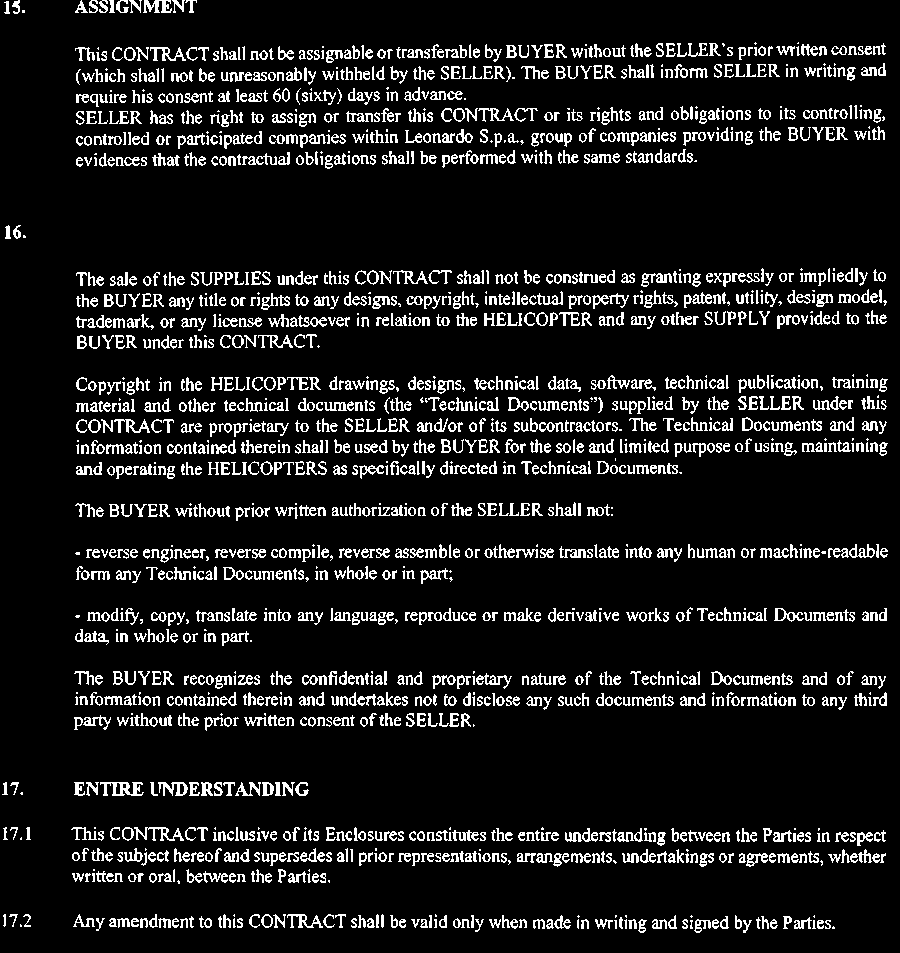 15. ASSIGNMENT
This CONTRACT shall not be assignable or transferable by BUYER without the SELLER's prior written consent
(which shall not be unreasonably withheld by the SELLER). The BUYER shall inform SELLER in writing and
require his consent at least 60 (sixty) days in advance.
SELLER has the right to assign or transfer this CONTRACT or its rights and obligations to its controlling,
controlled or participated companies within Leonardo S.p.a., group of companies providing the BUYER with
evidences that the contractual obligations shall be performed with the same standards.
16.
The sale of the SUPPLIES under this CONTRACT shall not be construed as granting expressly or impliedly to
the BUYER any title or rights to any designs, copyright, intellectual property rights, patent, utility, design model,
trademark, or any license whatsoever in relation to the HELICOPTER and any other SUPPLY provided to the
BUYER under this CONTRACT.
Copyright in the HELICOPTER drawings, designs, technical data, software, technical publication, training
material and other technical documents (the “Technical Documents”) supplied by the SELLER under this
CONTRACT are proprietary to the SELLER and/or of its subcontractors. The Technical Documents and any
information contained therein shall be used by the BUYER for the sole and limited purpose of using, maintaining
and operating the HELICOPTERS as specifically directed in Technical Documents.
The BUYER without prior written authorization of the SELLER shall not:
- reverse engineer, reverse compile, reverse assemble or otherwise translate into any human or machine-readable
form any Technical Documents, in whole or in part;
- modify, copy, translate into any language, reproduce or make derivative works of Technical Documents and
data, in whole or in part.
The BUYER recognizes the confidential and proprietary nature of the Technical Documents and of any
information contained therein and undertakes not to disclose any such documents and information to any third
party without the prior written consent of the SELLER.
17. ENTIRE UNDERSTANDING
17.1 This CONTRACT inclusive of its Enclosures constitutes the entire understanding between the Parties in respect
of the subject hereof and supersedes all prior representations, arrangements, undertakings or agreements, whether
written or oral, between the Parties.
17.2 Any amendment to this CONTRACT shall be valid only when made in writing and signed by the Parties.